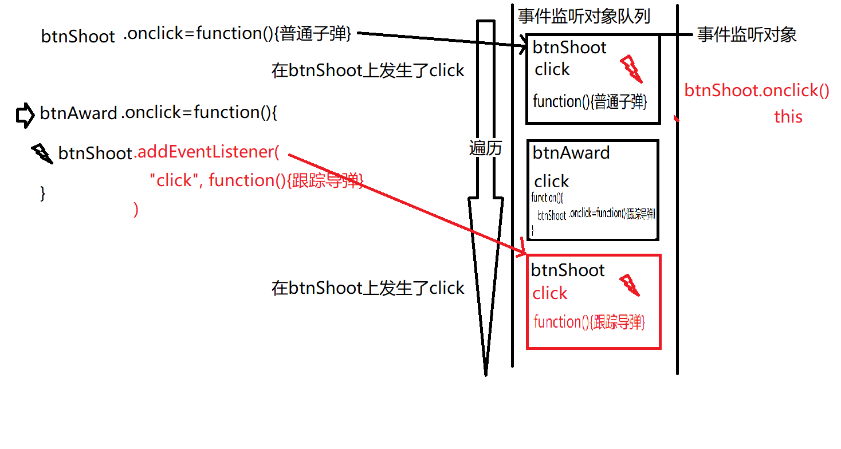 事件监听对象队列
btnShoot .onclick=function(){普通子弹}
事件监听对象
btnShoot
click
function(){普通子弹}
在btnShoot上发生了click
btnShoot.onclick()
this
btnAward .onclick=function(){
btnShoot.addEventListener(
"click", function(){跟踪导弹}
}
)
遍历
btnAward
click
function(){
btnShoot .onclick=function(){跟踪导弹}
}
在btnShoot上发生了click
btnShoot
click
function(){跟踪导弹}